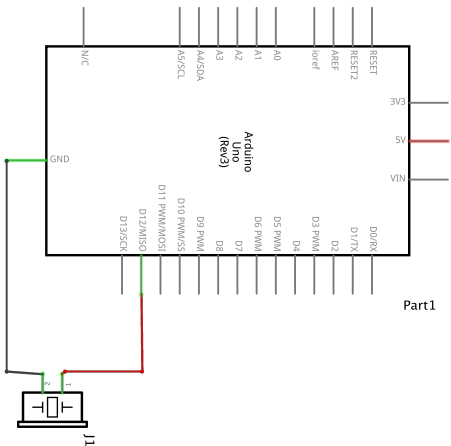 N/C
A5/SCL
A4/SDA
A3
A2
A1
A0
ioref
AREF
RESET2
RESET
3V3
5V
VIN
GND
Arduino
Uno
(Rev3)
D13/SCK
D12/MISO
D11 PWM/MOSI
D10 PWM/SS
D9 PWM
D8
D7
D6 PWM
D5 PWM
D4
D3 PWM
D2
D1/TX
D0/RX
Part1
2
1
J1